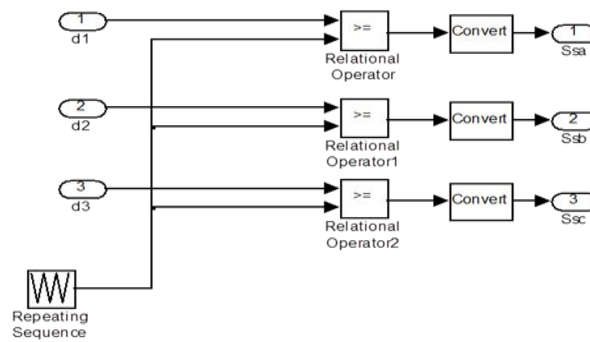 1
d1
>=
Relational
Operator
Convert
1
Ssa
2
d2
>=
Relational
Operator1
Convert
2
Ssb
3
d3
>=
Relational
Operator2
Convert
3
Ssc
Repeating
Sequence